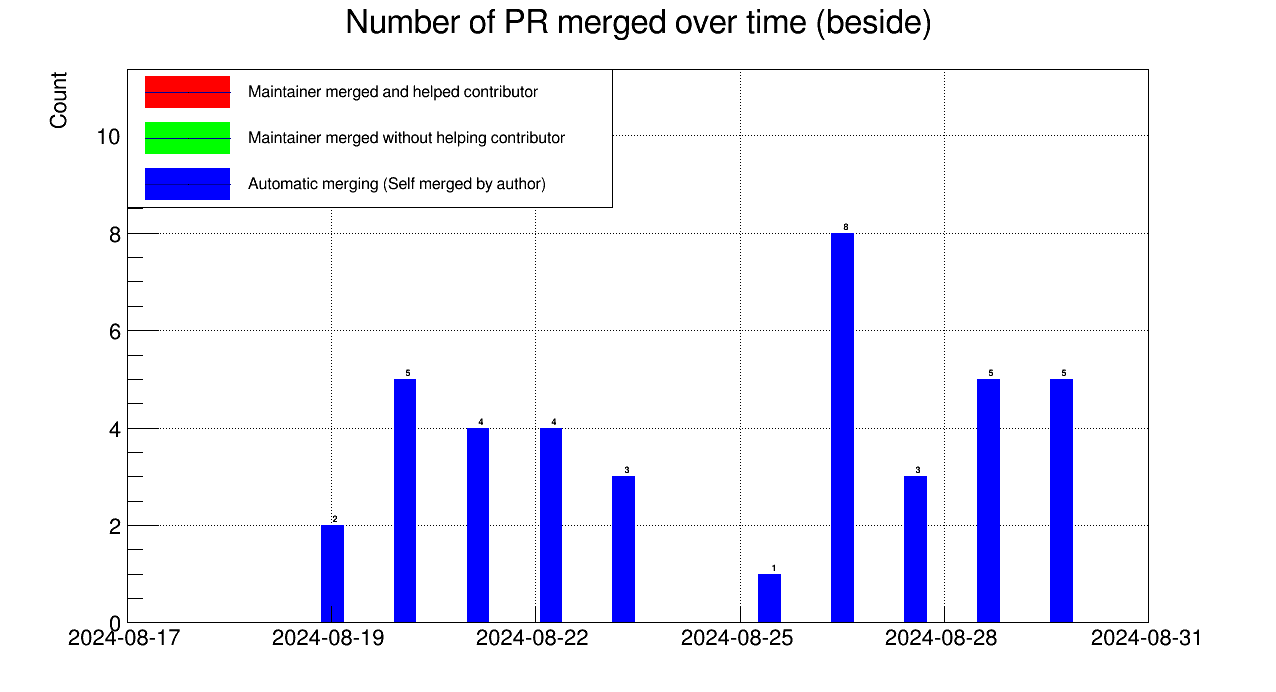 Number of PR merged over time (beside)
Count
Maintainer merged and helped contributor
Maintainer merged without helping contributor
Automatic merging (Self merged by author)
10
8
6
4
2
0
2
5
4
4
3
1
8
3
5
5
2024-08-17 2024-08-19 2024-08-22 2024-08-25 2024-08-28 2024-08-31